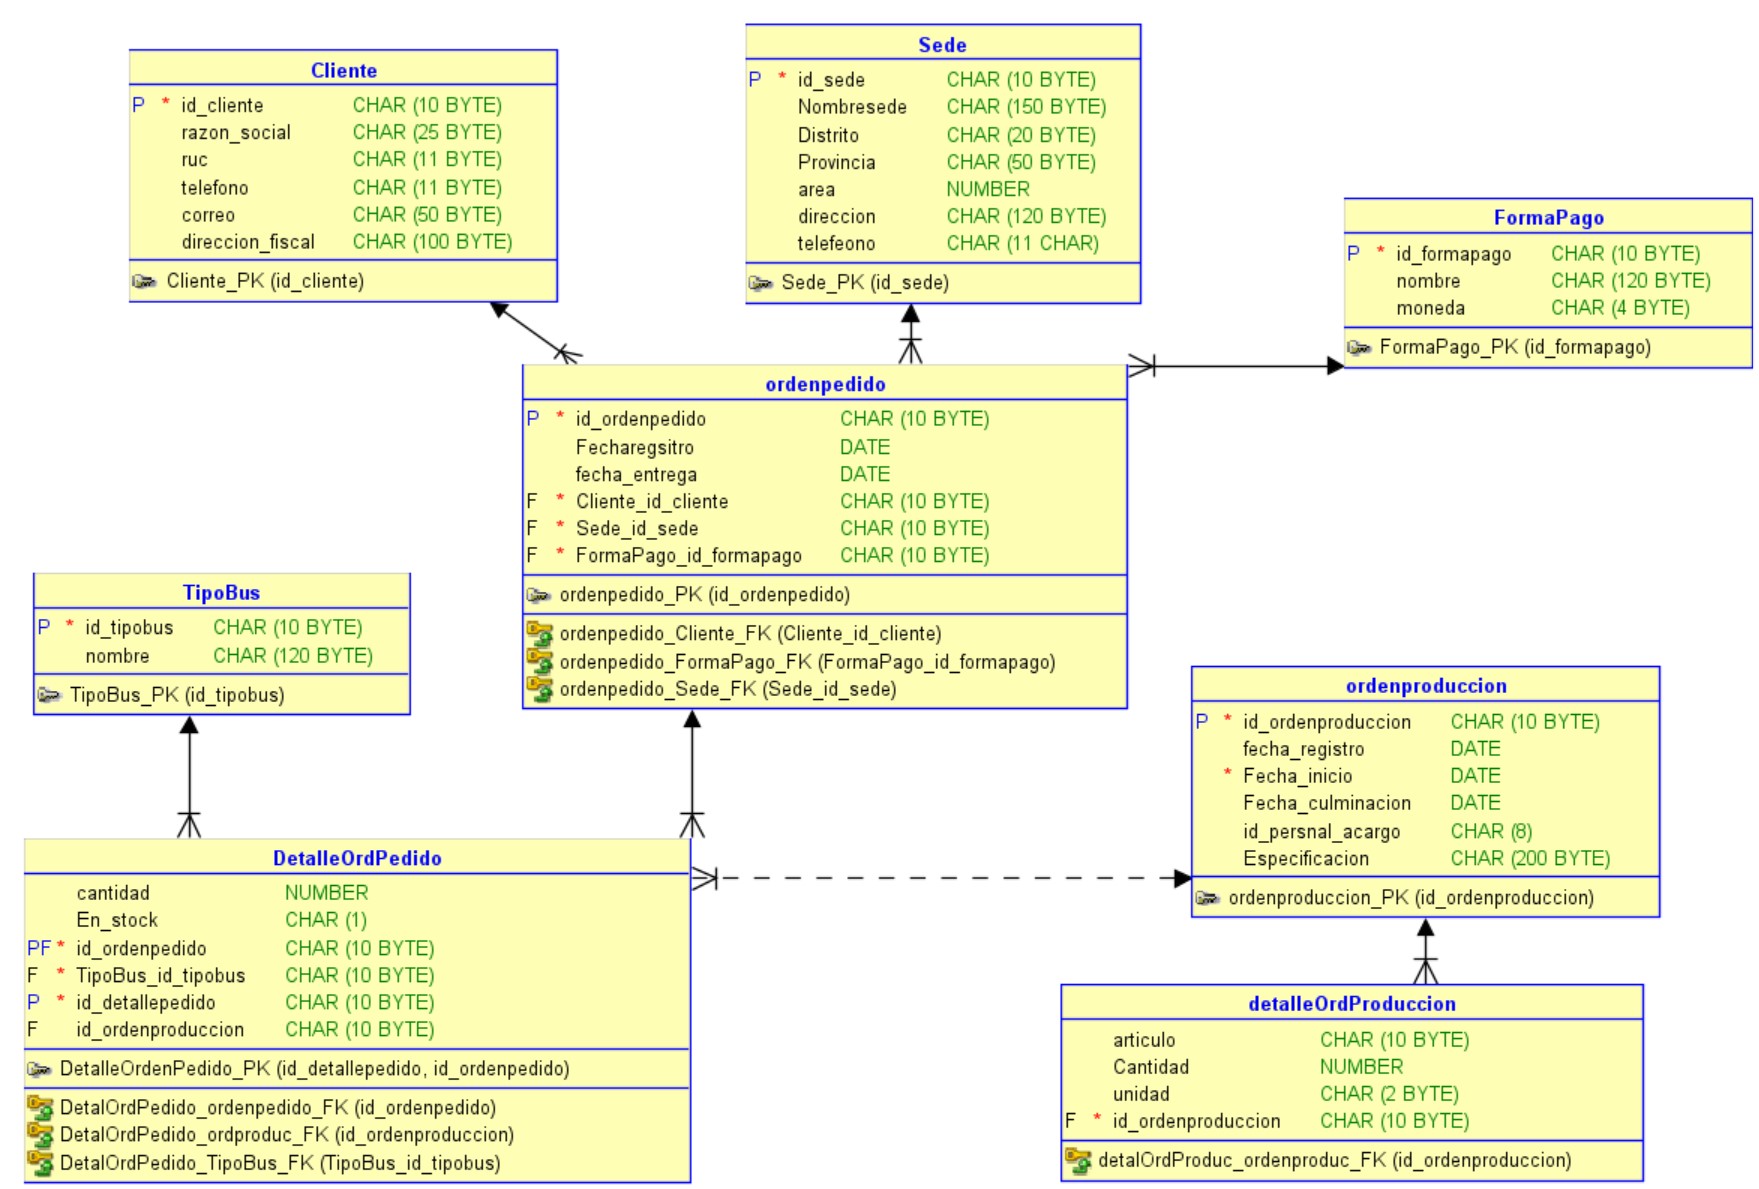 Cliente
P * id_cliente CHAR (10 BYTE)
razon_social CHAR (25 BYTE)
ruc CHAR (11 BYTE)
telefono CHAR (11 BYTE)
correo CHAR (50 BYTE)
direccion_fiscal CHAR (100 BYTE)
Cliente_PK (id_cliente)
Sede
P * id_sede CHAR (10 BYTE)
Nombresede CHAR (150 BYTE)
Distrito CHAR (20 BYTE)
Provincia CHAR (50 BYTE)
area NUMBER
direccion CHAR (120 BYTE)
telefeono CHAR (11 CHAR)
Sede_PK (id_sede)
FormaPago
P * id_formapago CHAR (10 BYTE)
nombre CHAR (120 BYTE)
moneda CHAR (4 BYTE)
FormaPago_PK (id_formapago)
ordenpedido
P * id_ordenpedido CHAR (10 BYTE)
Fecharegsitro DATE
fecha_entrega DATE
F * Cliente_id_cliente CHAR (10 BYTE)
F * Sede_id_sede CHAR (10 BYTE)
F * FormaPago_id_formapago CHAR (10 BYTE)
ordenpedido_PK (id_ordenpedido)
ordenpedido_Cliente_FK (Cliente_id_cliente)
ordenpedido_FormaPago_FK (FormaPago_id_formapago)
ordenpedido_Sede_FK (Sede_id_sede)
TipoBus
P * id_tipobus CHAR (10 BYTE)
nombre CHAR (120 BYTE)
TipoBus_PK (id_tipobus)
ordenproduccion
P * id_ordenproduccion CHAR (10 BYTE)
fecha_registro DATE
* Fecha_inicio DATE
Fecha_culminacion DATE
id_persnal_acargo CHAR (8)
Especificacion CHAR (200 BYTE)
ordenproduccion_PK (id_ordenproduccion)
DetalleOrdPedido
cantidad NUMBER
En_stock CHAR (1)
PF * id_ordenpedido CHAR (10 BYTE)
F * TipoBus_id_tipobus CHAR (10 BYTE)
P * id_detallepedido CHAR (10 BYTE)
F id_ordenproduccion CHAR (10 BYTE)
DetalleOrdenPedido_PK (id_detallepedido, id_ordenpedido)
DetalOrdPedido_ordenpedido_FK (id_ordenpedido)
DetalOrdPedido_ordproduc_FK (id_ordenproduccion)
DetalOrdPedido_TipoBus_FK (TipoBus_id_tipobus)
detalleOrdProduccion
articulo CHAR (10 BYTE)
Cantidad NUMBER
unidad CHAR (2 BYTE)
F * id_ordenproduccion CHAR (10 BYTE)
detalOrdProduc_ordenproduc_FK (id_ordenproduccion)